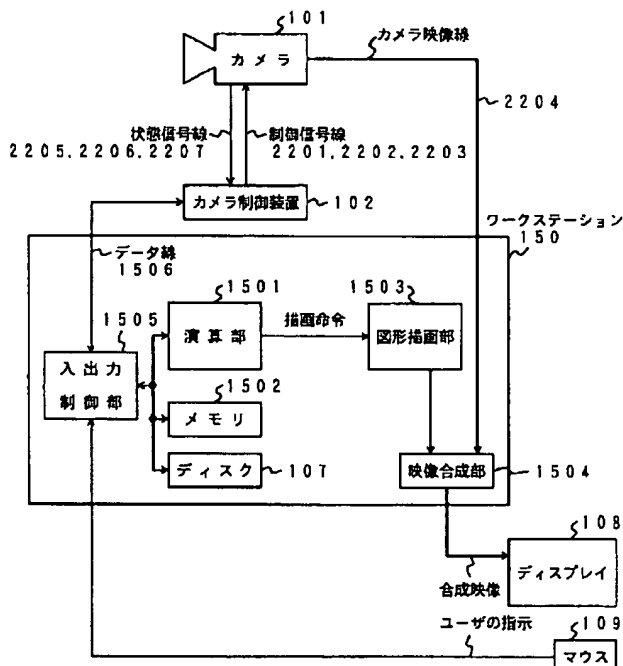 101
カメラ映像線
カメラ
2204
状態信号線
制御信号線
2205,2206,2207
2201,2202,2203
カメラ制御装置
102
ワークステーション
150
データ線
1506
1501
1503
1505
描画命令
演算部
図形描画部
入出力
制御部
1502
メモリ
ディスク
107
映像合成部
1504
108
ディスプレイ
合成映像
ユーザの指示
109
マウス